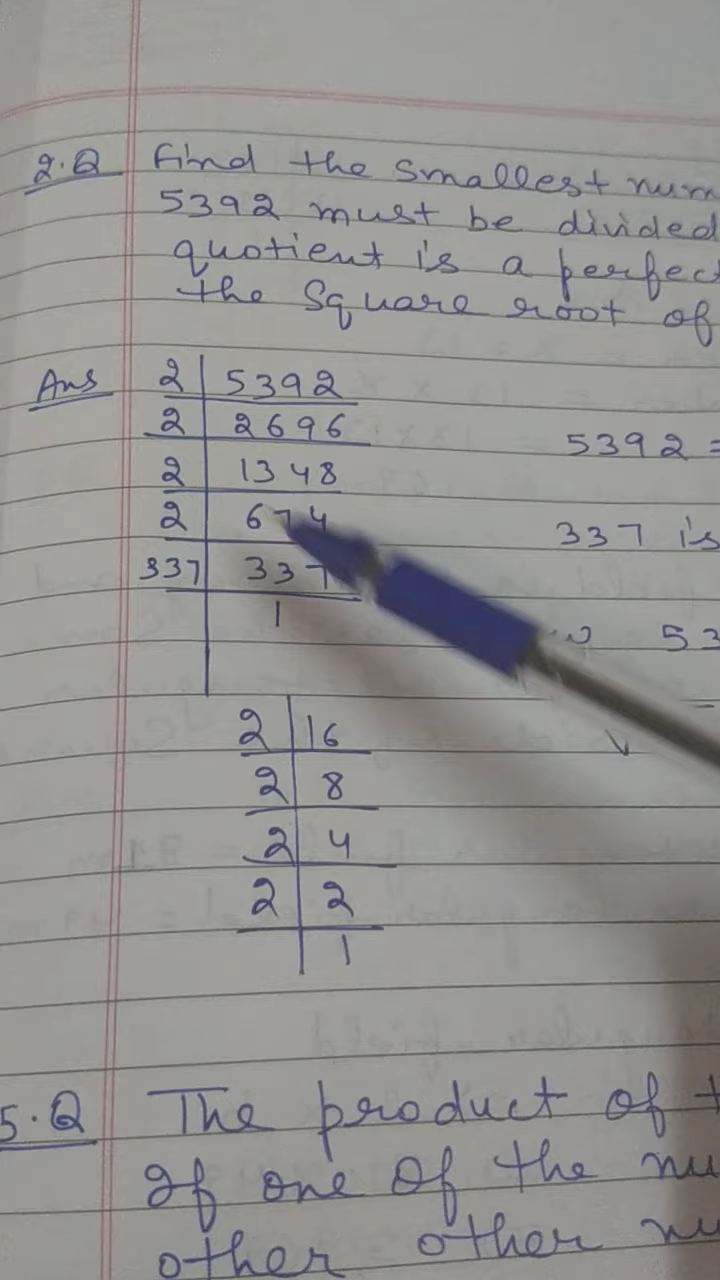 2.Q Find the smallest
5392 must be divided
quotient is a
the Square root of
Ans 2 5392
2 2696
5392 =
2 1348
2 674
337 is
337 337
1
53
2 16
2 8
2 4
2 2
1
5.Q The product of
If one of the
other other